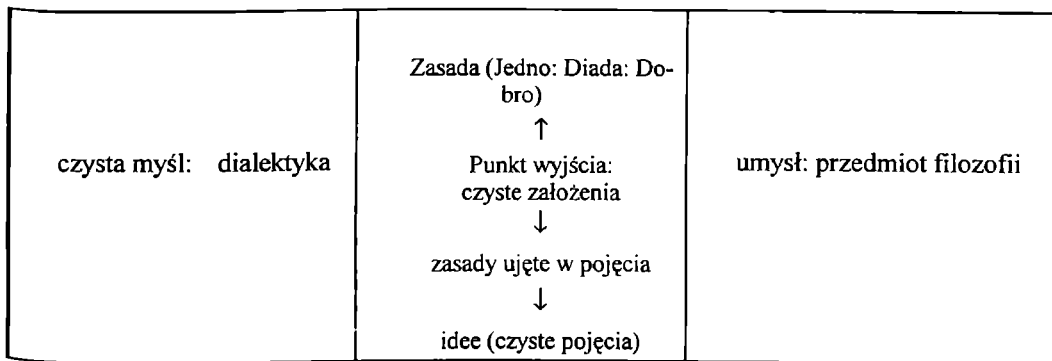 Zasada (Jedno: Diada: Do-
bro)
↑
czysta myśl: dialektyka
Punkt wyjścia:
czyste założenia
umysł: przedmiot filozofii
↓
zasady ujęte w pojęcia
↓
idee (czyste pojęcia)